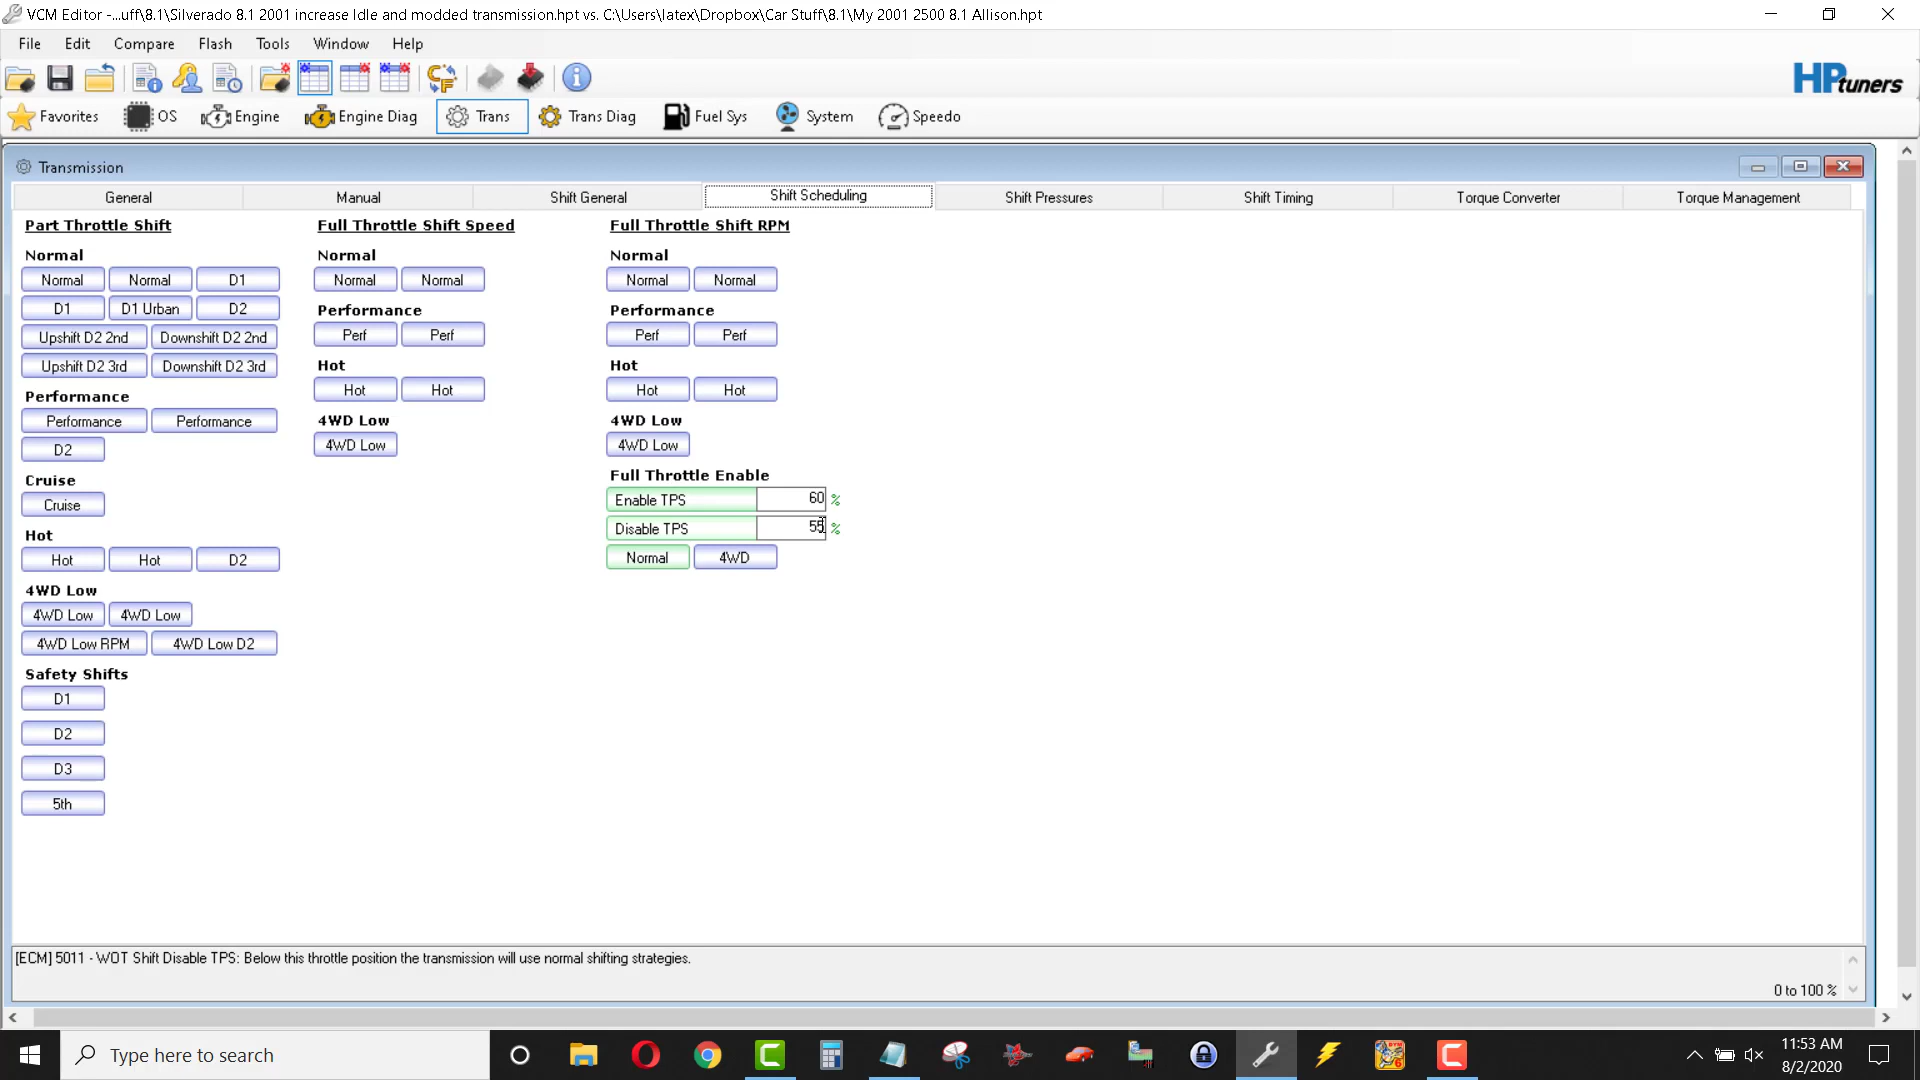 VCM Editor -...uff\8.1\Silverado 8.1 2001 increase Idle and modded transmission.hpt vs. C:\Users\latex\Dropbox\Car Stuff\8.1\My 2001 2500 8.1 Allison.hpt
File Edit Compare Flash Tools Window Help
HPtuners
Favorites OS Engine Engine Diag Trans Trans Diag Fuel Sys System Speedo
Transmission
General Manual Shift General Shift Scheduling Shift Pressures Shift Timing Torque Converter Torque Management
Part Throttle Shift
Normal
Normal Normal D1
D1 D1 Urban D2
Upshift D2 2nd Downshift D2 2nd
Upshift D2 3rd Downshift D2 3rd
Performance
Performance Performance
D2
Cruise
Cruise
Hot
Hot Hot D2
4WD Low
4WD Low 4WD Low
4WD Low RPM 4WD Low D2
Safety Shifts
D1
D2
D3
5th
Full Throttle Shift Speed
Normal
Normal Normal
Performance
Perf Perf
Hot
Hot Hot
4WD Low
4WD Low
Full Throttle Shift RPM
Normal
Normal Normal
Performance
Perf Perf
Hot
Hot Hot
4WD Low
4WD Low
Full Throttle Enable
Enable TPS 60 %
Disable TPS 55 %
Normal 4WD
[ECM] 5011 - WOT Shift Disable TPS: Below this throttle position the transmission will use normal shifting strategies.
0 to 100 %
Type here to search
11:53 AM
8/2/2020